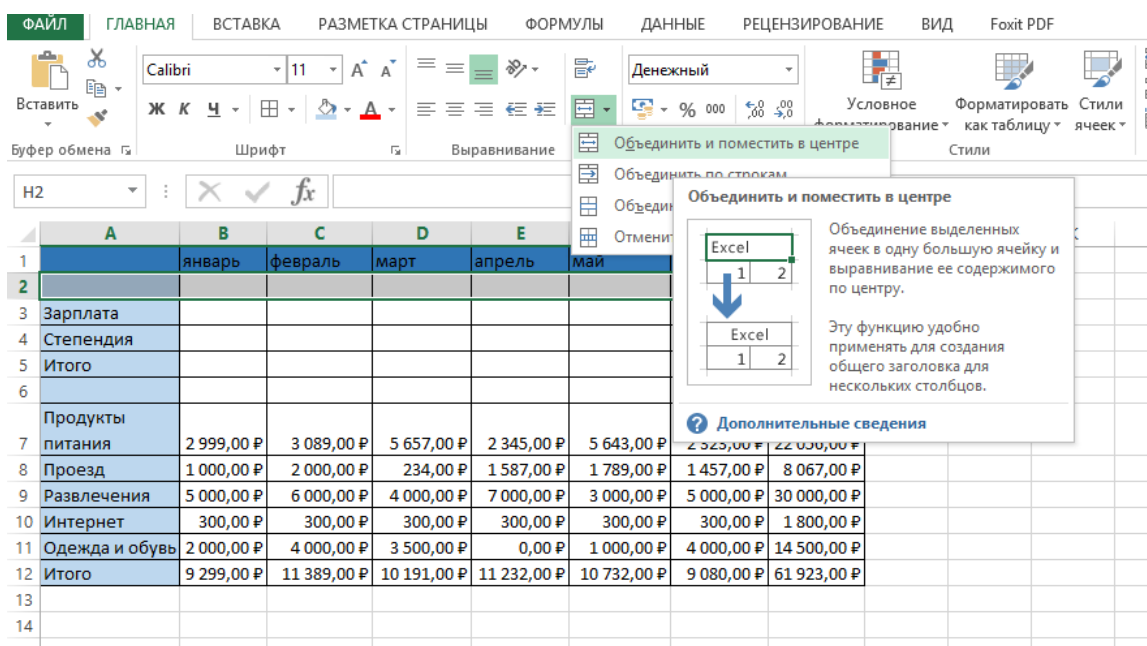 ФАЙЛ ГЛАВНАЯ ВСТАВКА РАЗМЕТКА СТРАНИЦЫ ФОРМУЛЫ ДАННЫЕ РЕЦЕНЗИРОВАНИЕ ВИД Foxit PDF
Вставить
Calibri 11 A A
Ж К Ч А
Денежный
% 000 ,0 ,00 ,00 ,0
Условное
форматирование
Форматировать
как таблицу
Стили
ячеек
Буфер обмена Шрифт Выравнивание Стили
Объединить и поместить в центре
Объединить по строкам
H2 fx
Объединить и поместить в центре
Объединение выделенных
ячеек в одну большую ячейку и
выравнивание ее содержимого
по центру.
Эту функцию удобно
применять для создания
общего заголовка для
нескольких столбцов.
Excel
1 2
Excel
1 2
Дополнительные сведения
A B C D E
1 январь февраль март апрель май
2
3 Зарплата
4 Степендия
5 Итого
6
Продукты
7 питания 2 999,00 ₽ 3 089,00 ₽ 5 657,00 ₽ 2 345,00 ₽ 5 643,00 ₽ 2 323,00 ₽ 22 056,00 ₽
8 Проезд 1 000,00 ₽ 2 000,00 ₽ 234,00 ₽ 1 587,00 ₽ 1 789,00 ₽ 1 457,00 ₽ 8 067,00 ₽
9 Развлечения 5 000,00 ₽ 6 000,00 ₽ 4 000,00 ₽ 7 000,00 ₽ 3 000,00 ₽ 5 000,00 ₽ 30 000,00 ₽
10 Интернет 300,00 ₽ 300,00 ₽ 300,00 ₽ 300,00 ₽ 300,00 ₽ 300,00 ₽ 1 800,00 ₽
11 Одежда и обувь 2 000,00 ₽ 4 000,00 ₽ 3 500,00 ₽ 0,00 ₽ 1 000,00 ₽ 4 000,00 ₽ 14 500,00 ₽
12 Итого 9 299,00 ₽ 11 389,00 ₽ 10 191,00 ₽ 11 232,00 ₽ 10 732,00 ₽ 9 080,00 ₽ 61 923,00 ₽
13
14